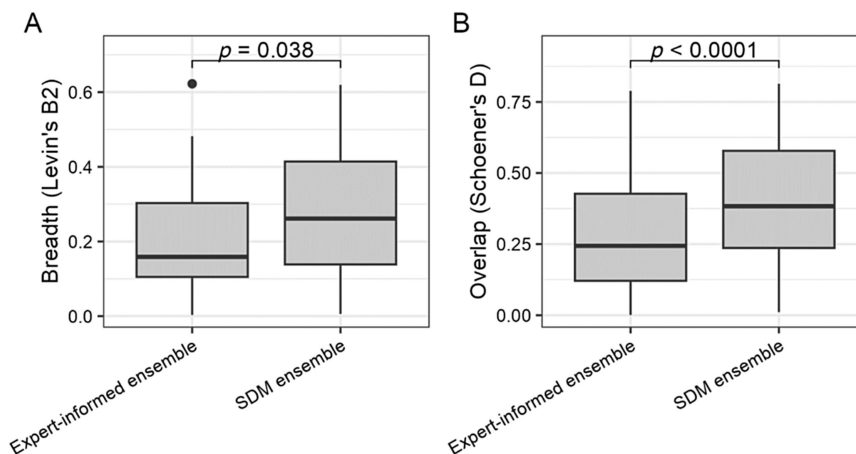 A
Breadth (Levin's B2)
p = 0.038
0.6
0.4
0.2
0.0
Expert-informed ensemble
SDM ensemble
B
Overlap (Schoener's D)
p < 0.0001
0.75
0.50
0.25
0.00
Expert-informed ensemble
SDM ensemble